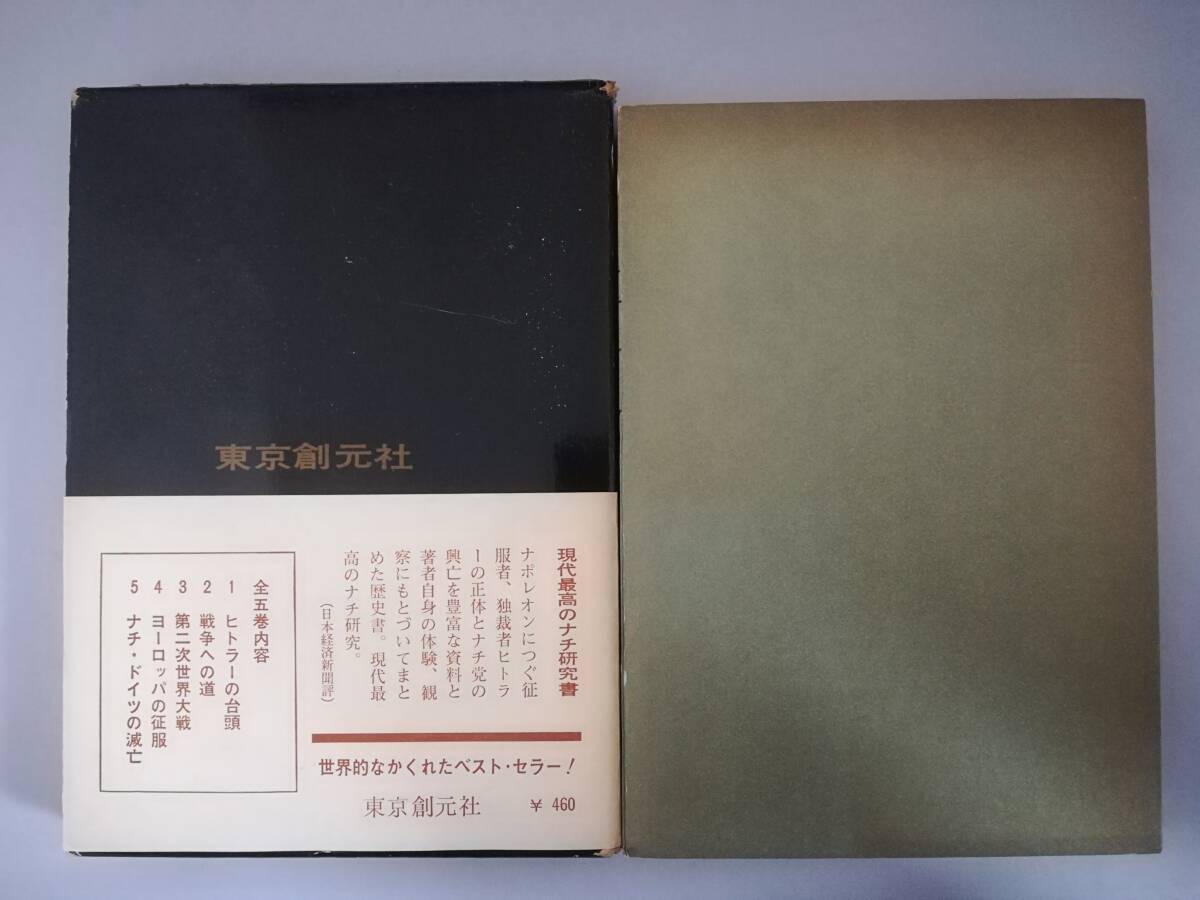 東京創元社
現代最高のナチ研究書
ナポレオンにつぐ征
服者、独裁者ヒトラ
ーの正体とナチ党の
興亡を豊富な資料と
著者自身の体験、観
察にもとづいてまと
めた歴史書。現代最
高のナチ研究。
（日本経済新聞評）
全五巻内容
1 ヒトラーの台頭
2 戦争への道
3 第二次世界大戦
4 ヨーロッパの征服
5 ナチ・ドイツの滅亡
世界的なかくれたベスト・セラー！
東京創元社 ¥ 460